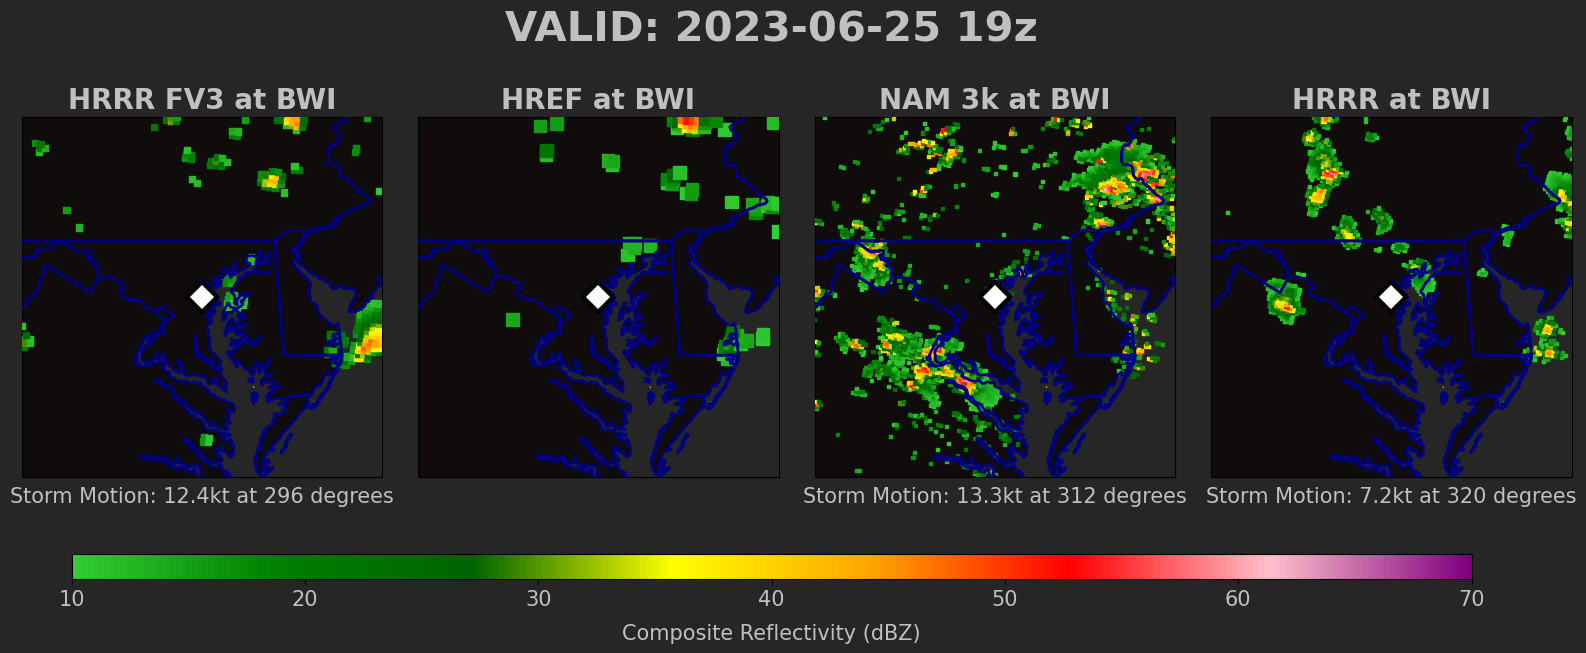 VALID: 2023-06-25 19z
HRRR FV3 at BWI
HREF at BWI
NAM 3k at BWI
HRRR at BWI
Storm Motion: 12.4kt at 296 degrees
Storm Motion: 13.3kt at 312 degrees
Storm Motion: 7.2kt at 320 degrees
10 20 30 40 50 60 70
Composite Reflectivity (dBZ)